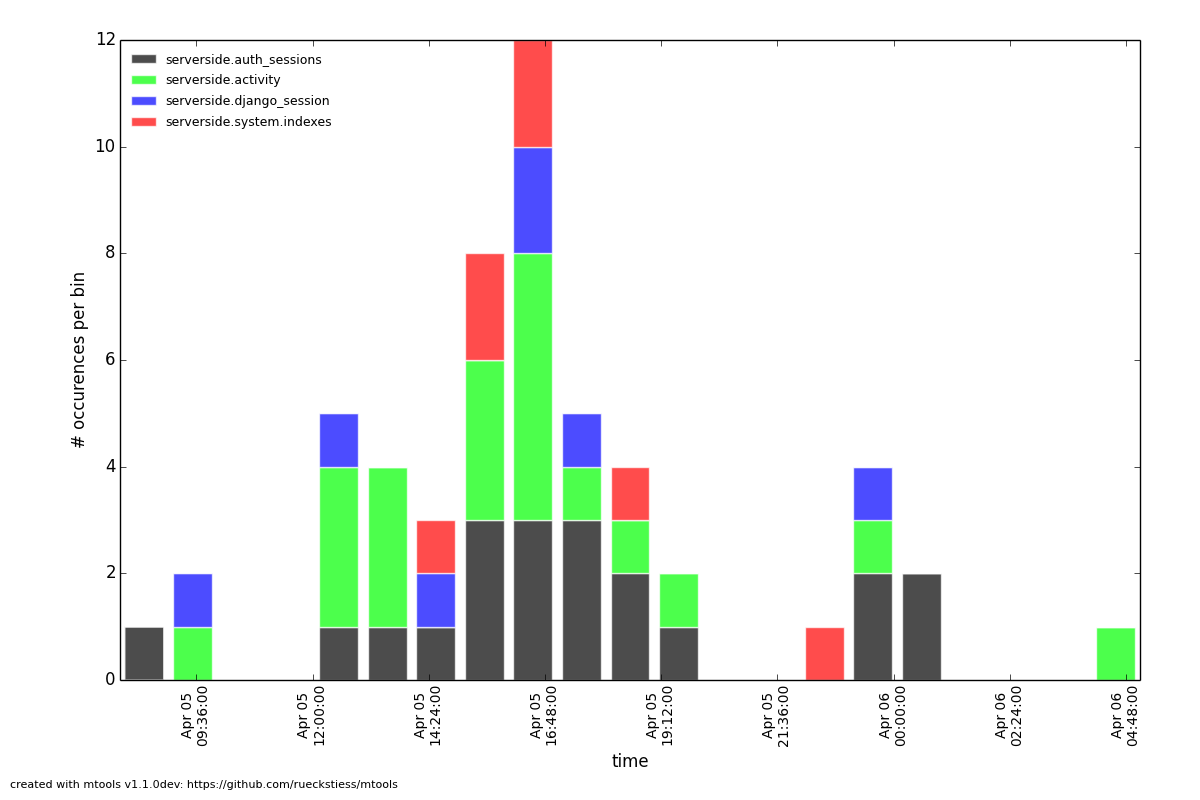 12
10
8
6
4
2
0
# occurences per bin
serverside.auth_sessions
serverside.activity
serverside.django_session
serverside.system.indexes
Apr 05
09:36:00
Apr 05
12:00:00
Apr 05
14:24:00
Apr 05
16:48:00
Apr 05
19:12:00
Apr 05
21:36:00
Apr 06
00:00:00
Apr 06
02:24:00
Apr 06
04:48:00
time
created with mtools v1.1.0dev: https://github.com/rueckstiess/mtools